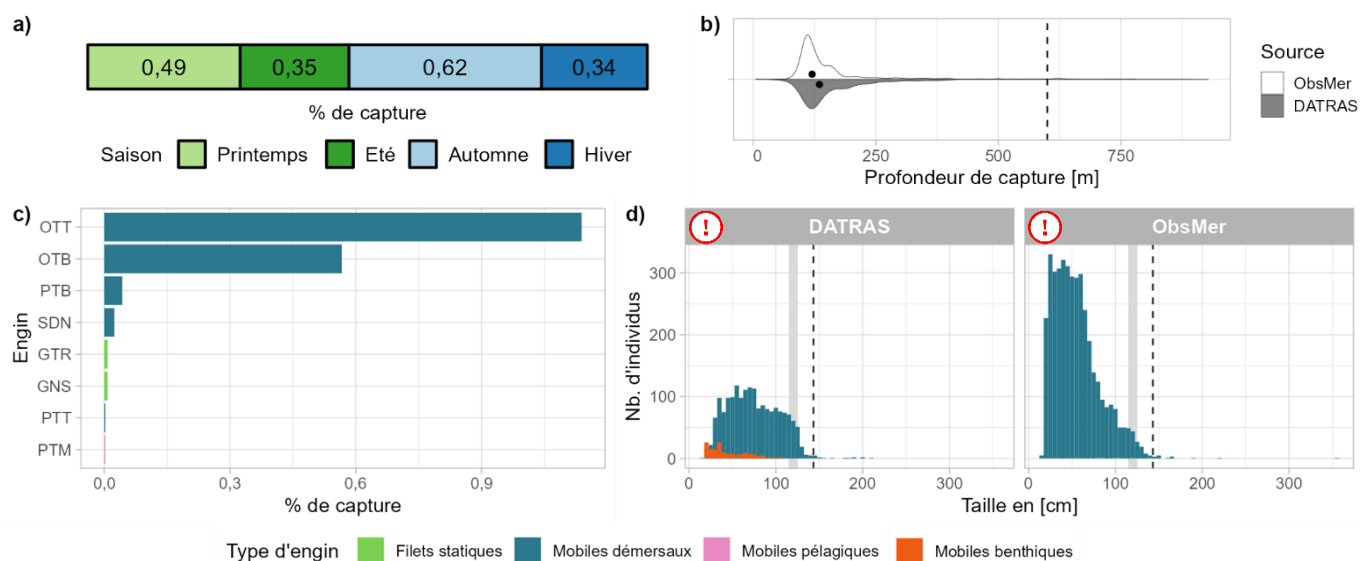 a)
0,49 0,35 0,62 0,34
% de capture
Saison Printemps Eté Automne Hiver
b)
0 250 500 750
Profondeur de capture [m]
Source
ObsMer
DATRAS
c)
Engin
OTT
OTB
PTB
SDN
GTR
GNS
PTT
PTM
0,0 0,3 0,6 0,9
% de capture
d)
! DATRAS ! ObsMer
Nb. d'individus
300
200
100
0
0 100 200 300 0 100 200 300
Taille en [cm]
Type d'engin Filets statiques Mobiles démersaux Mobiles pélagiques Mobiles benthiques